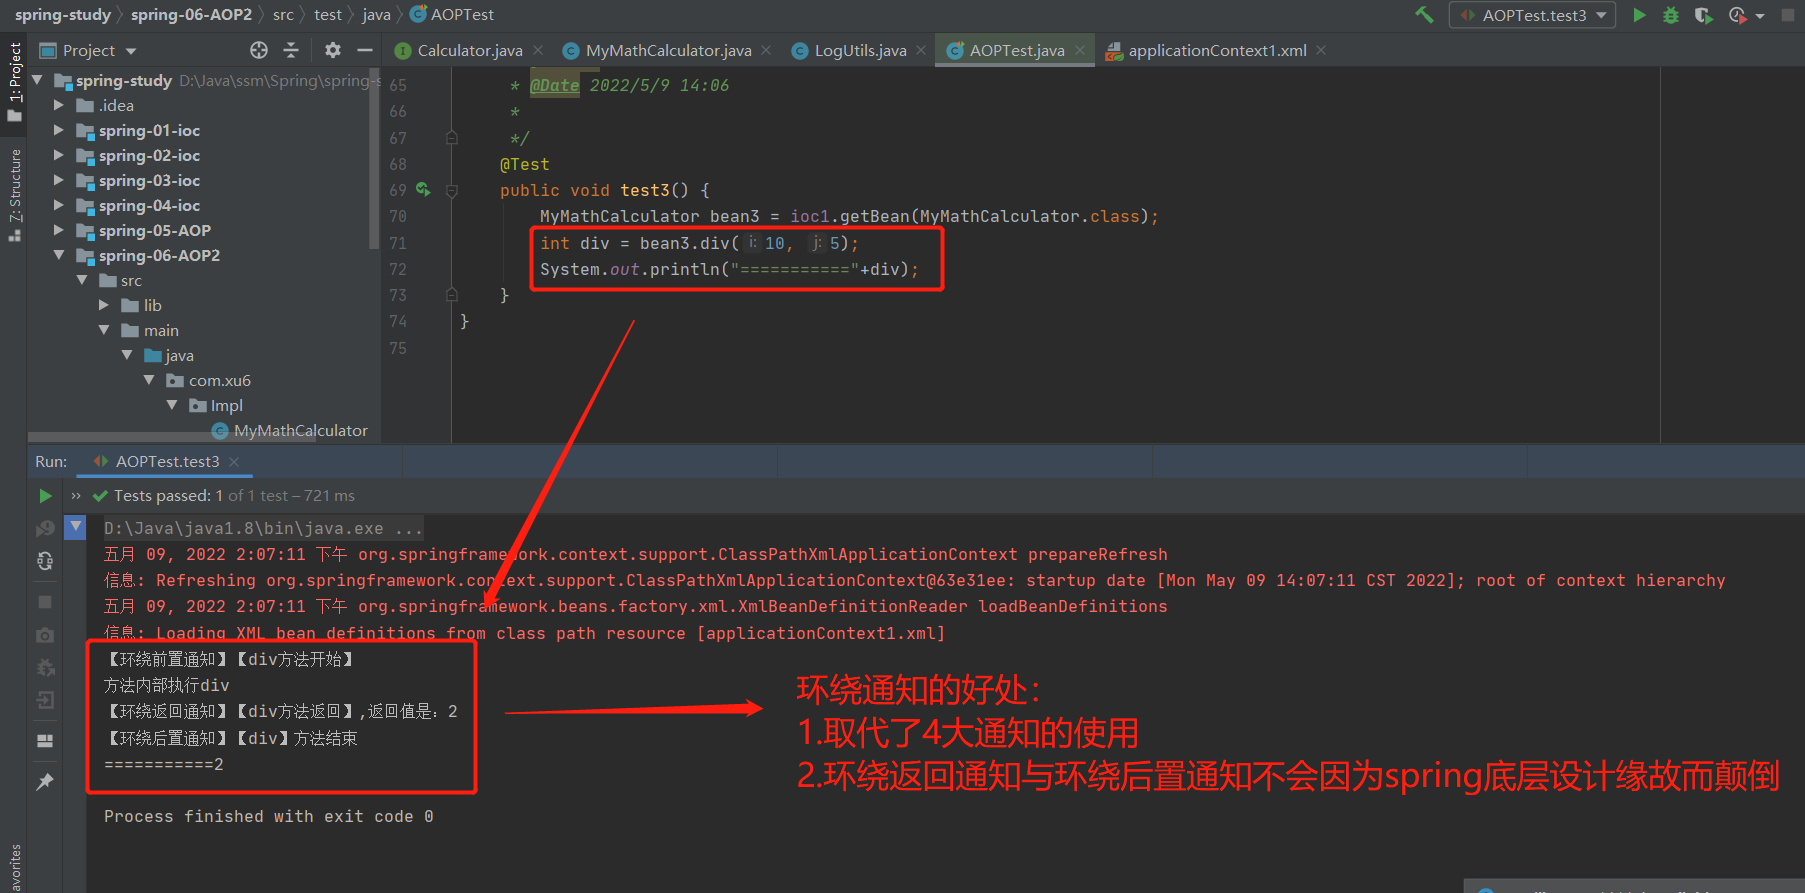 spring-study 〉 spring-06-AOP2 〉 src 〉 test 〉 java 〉 AOPTest
AOPTest.test3
Project
Calculator.java
MyMathCalculator.java
LogUtils.java
AOPTest.java
applicationContext1.xml
1: Project
7: Structure
avorites
spring-study D:\Java\ssm\Spring\spring-s
.idea
spring-01-ioc
spring-02-ioc
spring-03-ioc
spring-04-ioc
spring-05-AOP
spring-06-AOP2
src
lib
main
java
com.xu6
Impl
MyMathCalculator
65 * @Date 2022/5/9 14:06
66 *
67 */
68 @Test
69 public void test3() {
70 MyMathCalculator bean3 = ioc1.getBean(MyMathCalculator.class);
71 int div = bean3.div( i: 10, j: 5);
72 System.out.println("==========="+div);
73 }
74 }
75
Run: AOPTest.test3
Tests passed: 1 of 1 test – 721 ms
D:\Java\java1.8\bin\java.exe ...
五月 09, 2022 2:07:11 下午 org.springframework.context.support.ClassPathXmlApplicationContext prepareRefresh
信息: Refreshing org.springframework.context.support.ClassPathXmlApplicationContext@63e31ee: startup date [Mon May 09 14:07:11 CST 2022]; root of context hierarchy
五月 09, 2022 2:07:11 下午 org.springframework.beans.factory.xml.XmlBeanDefinitionReader loadBeanDefinitions
信息: Loading XML bean definitions from class path resource [applicationContext1.xml]
【环绕前置通知】【div方法开始】
方法内部执行div
【环绕返回通知】【div方法返回】,返回值是：2
【环绕后置通知】【div】方法结束
===========2
Process finished with exit code 0
环绕通知的好处：
1.取代了4大通知的使用
2.环绕返回通知与环绕后置通知不会因为spring底层设计缘故而颠倒